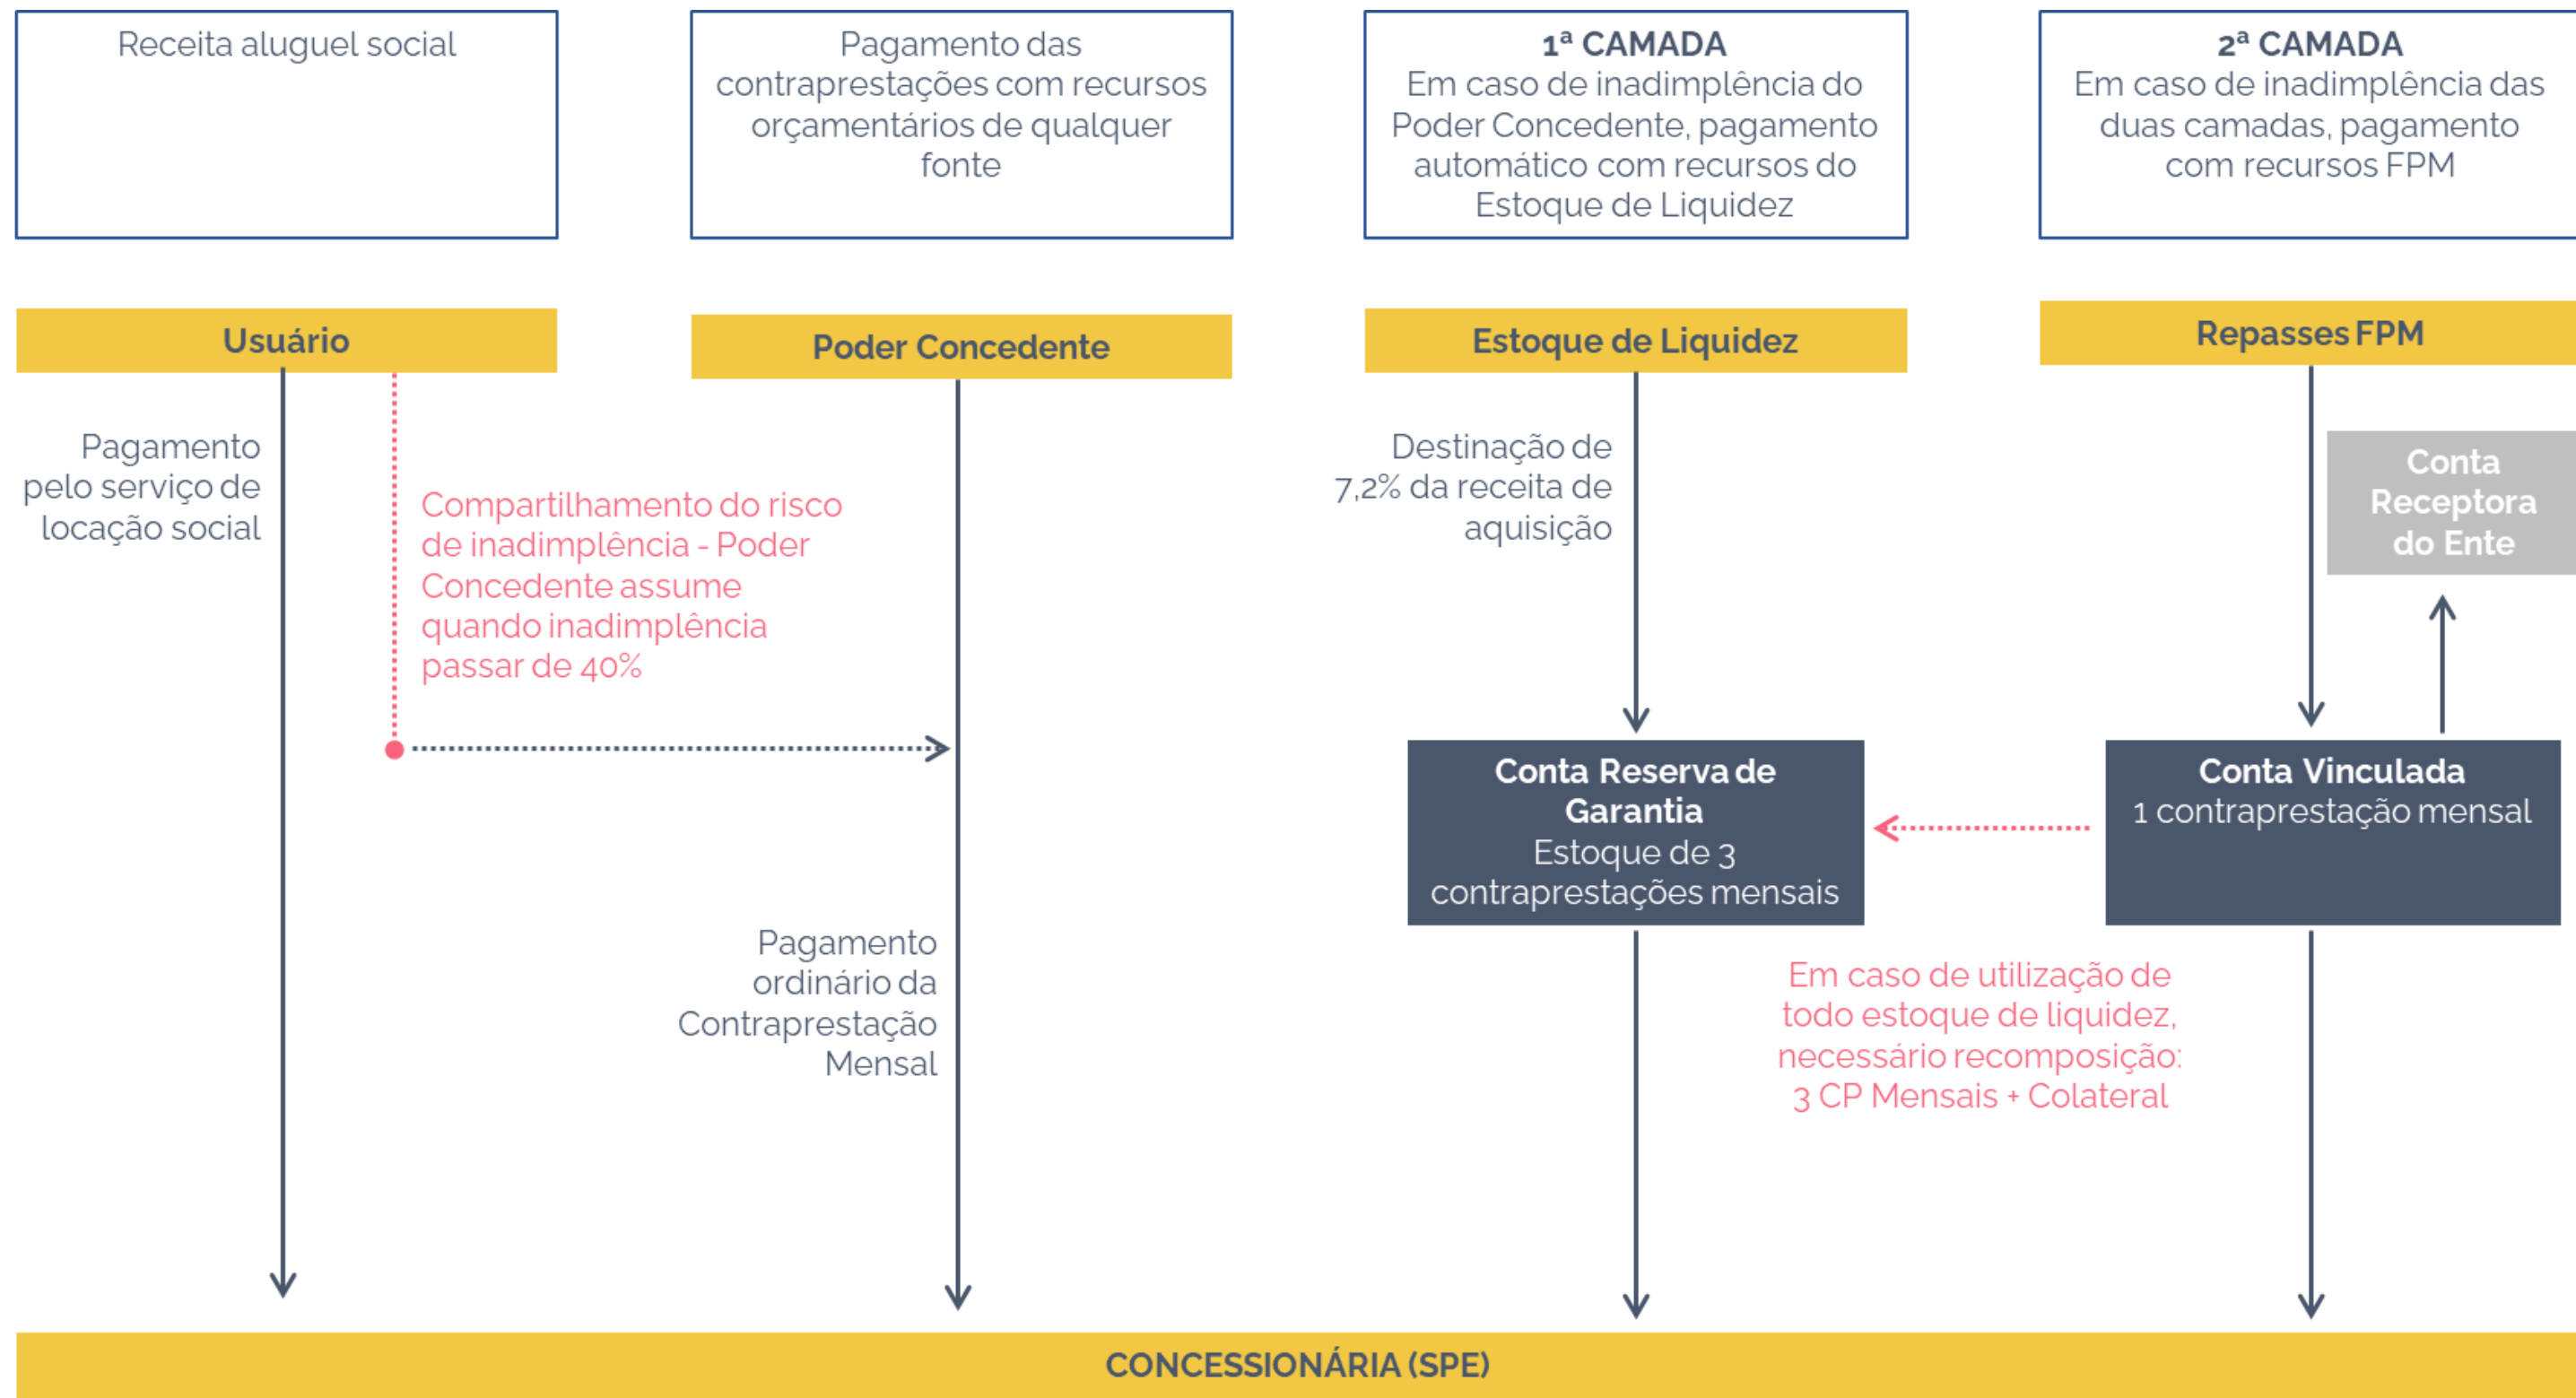 Receita aluguel social
Pagamento das
contraprestações com recursos
orçamentários de qualquer
fonte
1ª CAMADA
Em caso de inadimplência do
Poder Concedente, pagamento
automático com recursos do
Estoque de Liquidez
2ª CAMADA
Em caso de inadimplência das
duas camadas, pagamento
com recursos FPM
Usuário
Poder Concedente
Estoque de Liquidez
Repasses FPM
Pagamento
pelo serviço de
locação social
Compartilhamento do risco
de inadimplência - Poder
Concedente assume
quando inadimplência
passar de 40%
Pagamento
ordinário da
Contraprestação
Mensal
Destinação de
7,2% da receita de
aquisição
Conta
Receptora
do Ente
Conta Reserva de
Garantia
Estoque de 3
contraprestações mensais
Conta Vinculada
1 contraprestação mensal
Em caso de utilização de
todo estoque de liquidez,
necessário recomposição:
3 CP Mensais + Colateral
CONCESSIONÁRIA (SPE)